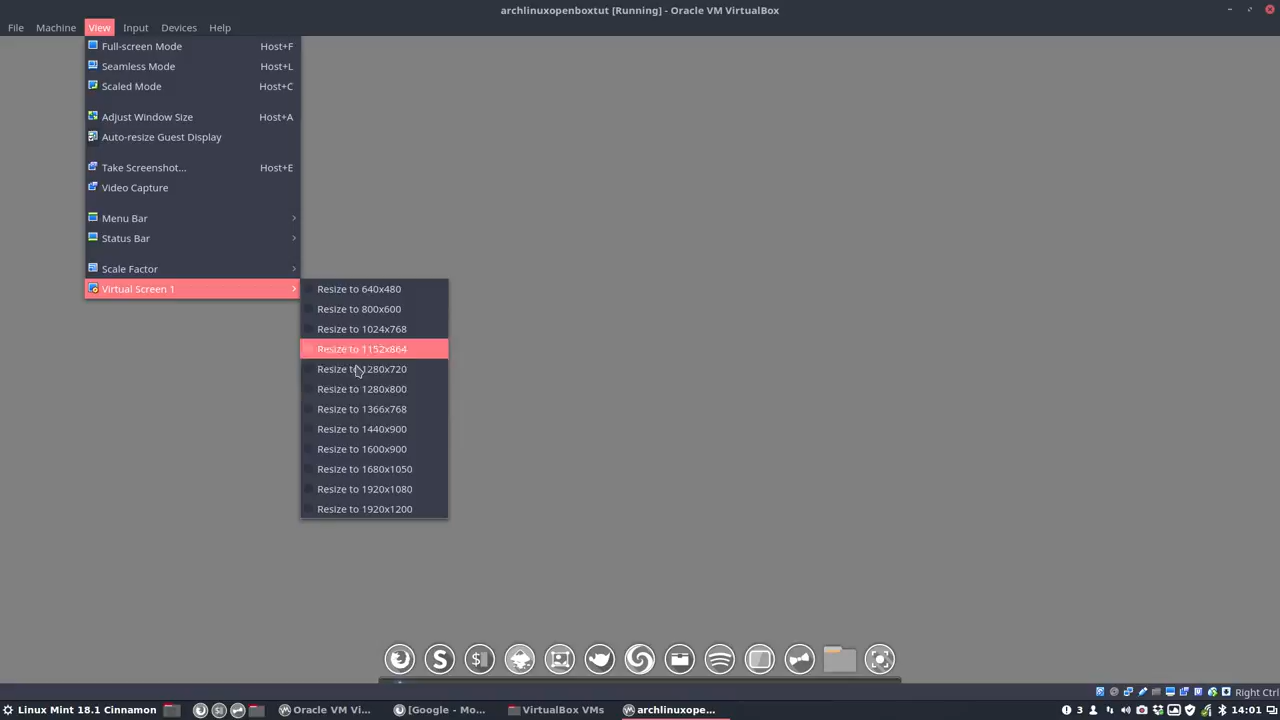 archlinuxopenboxtut [Running] - Oracle VM VirtualBox
File Machine View Input Devices Help
Full-screen Mode Host+F
Seamless Mode Host+L
Scaled Mode Host+C
Adjust Window Size Host+A
Auto-resize Guest Display
Take Screenshot... Host+E
Video Capture
Menu Bar
Status Bar
Scale Factor
Virtual Screen 1
Resize to 640x480
Resize to 800x600
Resize to 1024x768
Resize to 1152x864
Resize to 1280x720
Resize to 1280x800
Resize to 1366x768
Resize to 1440x900
Resize to 1600x900
Resize to 1680x1050
Resize to 1920x1080
Resize to 1920x1200
Right Ctrl
Linux Mint 18.1 Cinnamon Oracle VM Vi... [Google - Mo... VirtualBox VMs archlinuxope... 3 14:01